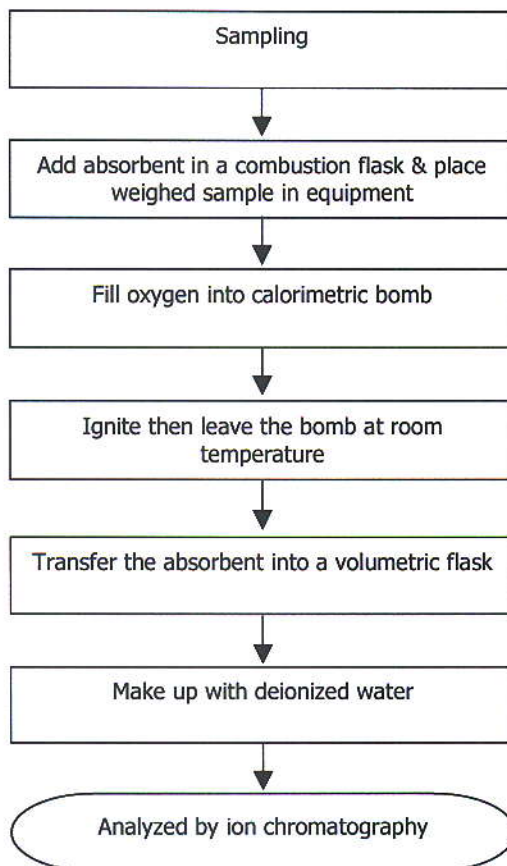 Sampling
Add absorbent in a combustion flask & place
weighed sample in equipment
Fill oxygen into calorimetric bomb
Ignite then leave the bomb at room
temperature
Transfer the absorbent into a volumetric flask
Make up with deionized water
Analyzed by ion chromatography